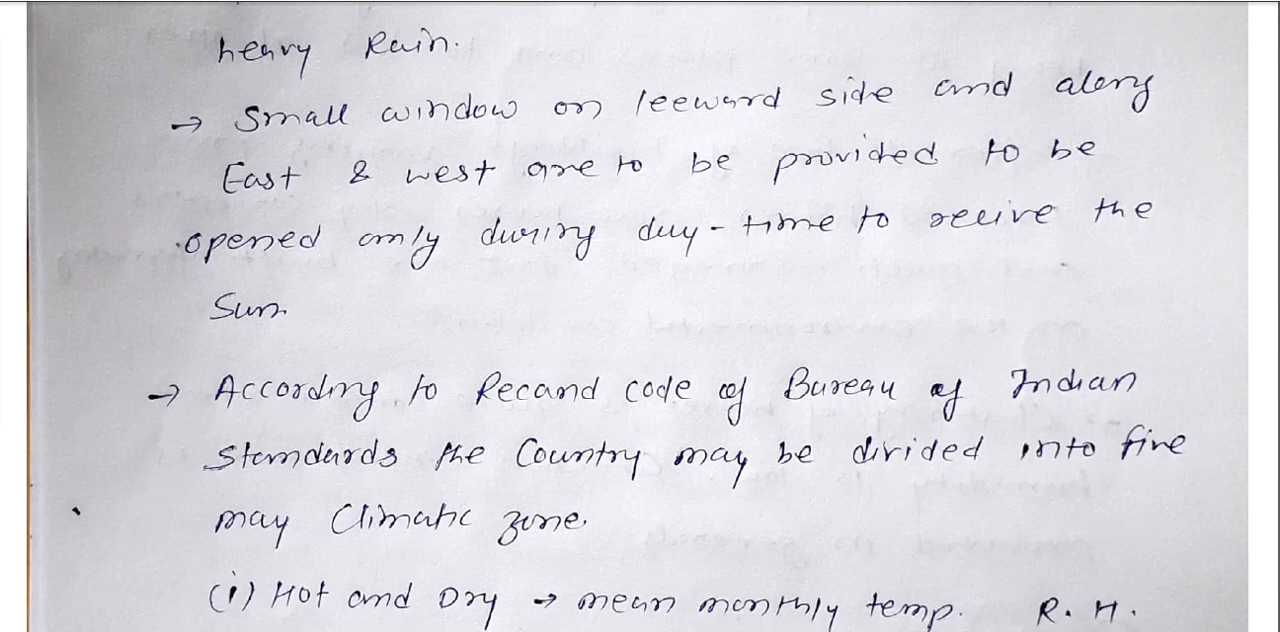 heavy Rain.
→ Small window on leeward side and along
East & west are to be provided to be
opened only during day-time to recive the
Sun.
→ According to Recand code of Bureau of Indian
Standards the Country may be divided into five
may Climatic zone.
(i) Hot and Dry → mean monthly temp. R. H.